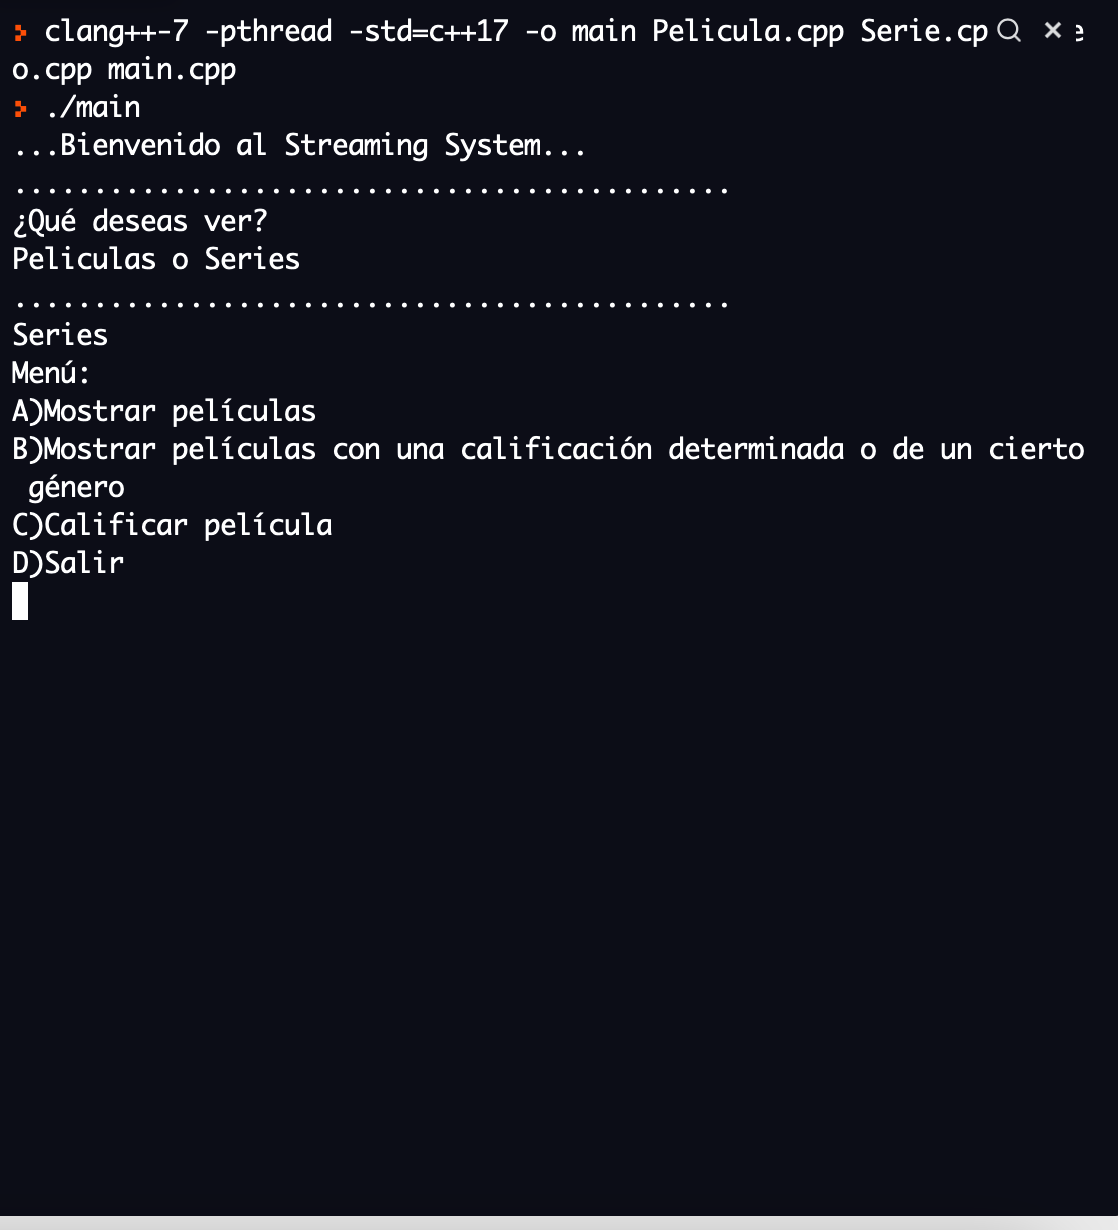 clang++-7 -pthread -std=c++17 -o main Pelicula.cpp Serie.cp
o.cpp main.cpp
./main
...Bienvenido al Streaming System...
.............................................
¿Qué deseas ver?
Peliculas o Series
.............................................
Series
Menú:
A)Mostrar películas
B)Mostrar películas con una calificación determinada o de un cierto
género
C)Calificar película
D)Salir